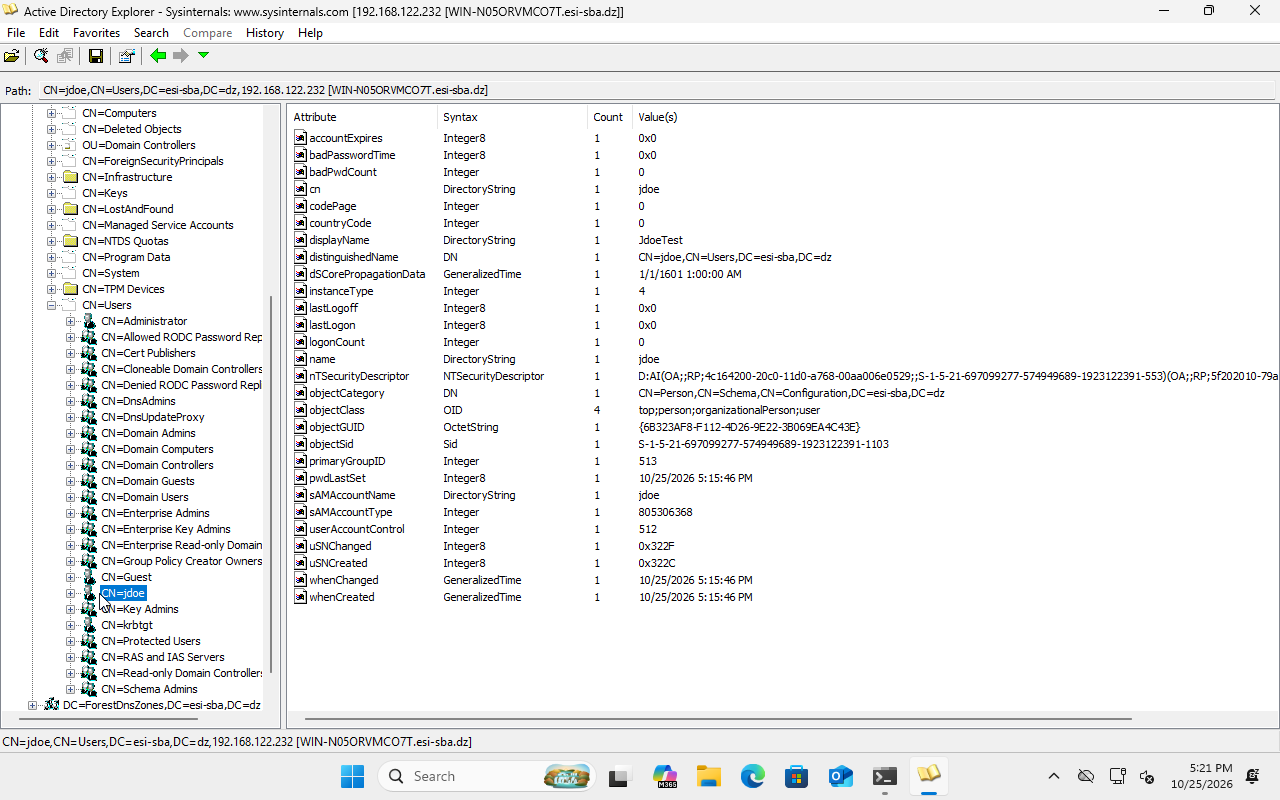 Active Directory Explorer - Sysinternals: www.sysinternals.com [192.168.122.232 [WIN-N05ORVMCO7T.esi-sba.dz]]
File Edit Favorites Search Compare History Help
Path: CN=jdoe,CN=Users,DC=esi-sba,DC=dz,192.168.122.232 [WIN-N05ORVMCO7T.esi-sba.dz]
CN=Computers
CN=Deleted Objects
OU=Domain Controllers
CN=ForeignSecurityPrincipals
CN=Infrastructure
CN=Keys
CN=LostAndFound
CN=Managed Service Accounts
CN=NTDS Quotas
CN=Program Data
CN=System
CN=TPM Devices
CN=Users
CN=Administrator
CN=Allowed RODC Password Rep
CN=Cert Publishers
CN=Cloneable Domain Controllers
CN=Denied RODC Password Repl
CN=DnsAdmins
CN=DnsUpdateProxy
CN=Domain Admins
CN=Domain Computers
CN=Domain Controllers
CN=Domain Guests
CN=Domain Users
CN=Enterprise Admins
CN=Enterprise Key Admins
CN=Enterprise Read-only Domain
CN=Group Policy Creator Owners
CN=Guest
CN=jdoe
CN=Key Admins
CN=krbtgt
CN=Protected Users
CN=RAS and IAS Servers
CN=Read-only Domain Controllers
CN=Schema Admins
DC=ForestDnsZones,DC=esi-sba,DC=dz
Attribute Syntax Count Value(s)
accountExpires Integer8 1 0x0
badPasswordTime Integer8 1 0x0
badPwdCount Integer 1 0
cn DirectoryString 1 jdoe
codePage Integer 1 0
countryCode Integer 1 0
displayName DirectoryString 1 JdoeTest
distinguishedName DN 1 CN=jdoe,CN=Users,DC=esi-sba,DC=dz
dSCorePropagationData GeneralizedTime 1 1/1/1601 1:00:00 AM
instanceType Integer 1 4
lastLogoff Integer8 1 0x0
lastLogon Integer8 1 0x0
logonCount Integer 1 0
name DirectoryString 1 jdoe
nTSecurityDescriptor NTSecurityDescriptor 1 D:AI(OA;;RP;4c164200-20c0-11d0-a768-00aa006e0529;;S-1-5-21-697099277-574949689-1923122391-553)(OA;;RP;5f202010-79a
objectCategory DN 1 CN=Person,CN=Schema,CN=Configuration,DC=esi-sba,DC=dz
objectClass OID 4 top;person;organizationalPerson;user
objectGUID OctetString 1 {6B323AF8-F112-4D26-9E22-3B069EA4C43E}
objectSid Sid 1 S-1-5-21-697099277-574949689-1923122391-1103
primaryGroupID Integer 1 513
pwdLastSet Integer8 1 10/25/2026 5:15:46 PM
sAMAccountName DirectoryString 1 jdoe
sAMAccountType Integer 1 805306368
userAccountControl Integer 1 512
uSNChanged Integer8 1 0x322F
uSNCreated Integer8 1 0x322C
whenChanged GeneralizedTime 1 10/25/2026 5:15:46 PM
whenCreated GeneralizedTime 1 10/25/2026 5:15:46 PM
CN=jdoe,CN=Users,DC=esi-sba,DC=dz,192.168.122.232 [WIN-N05ORVMCO7T.esi-sba.dz]
Search
M365
5:21 PM
10/25/2026